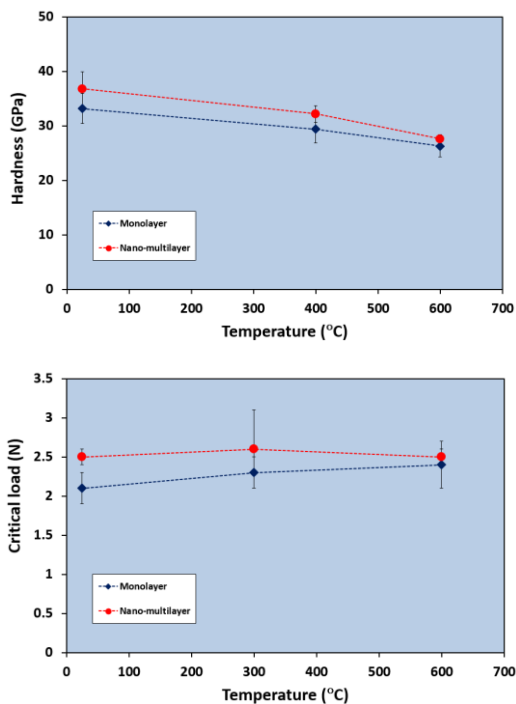 50
40
30
20
10
0
Hardness (GPa)
Monolayer
Nano-multilayer
0 100 200 300 400 500 600 700
Temperature (°C)
3.5
3
2.5
2
1.5
1
0.5
0
Critical load (N)
Monolayer
Nano-multilayer
0 100 200 300 400 500 600 700
Temperature (°C)